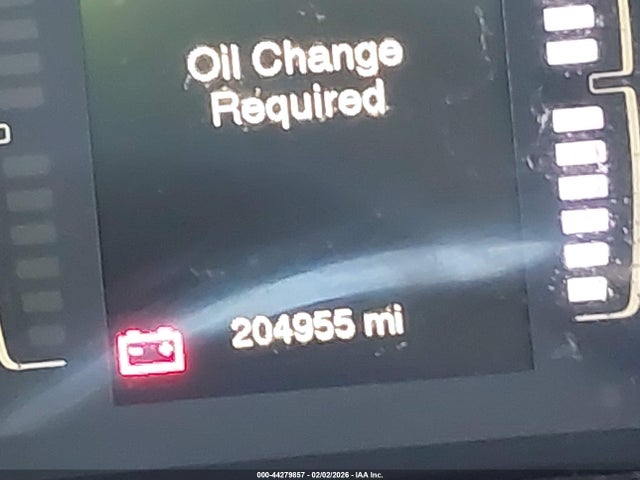 Oil Change
Required
204955 mi
000-44279857 - 02/02/2026 - IAA Inc.